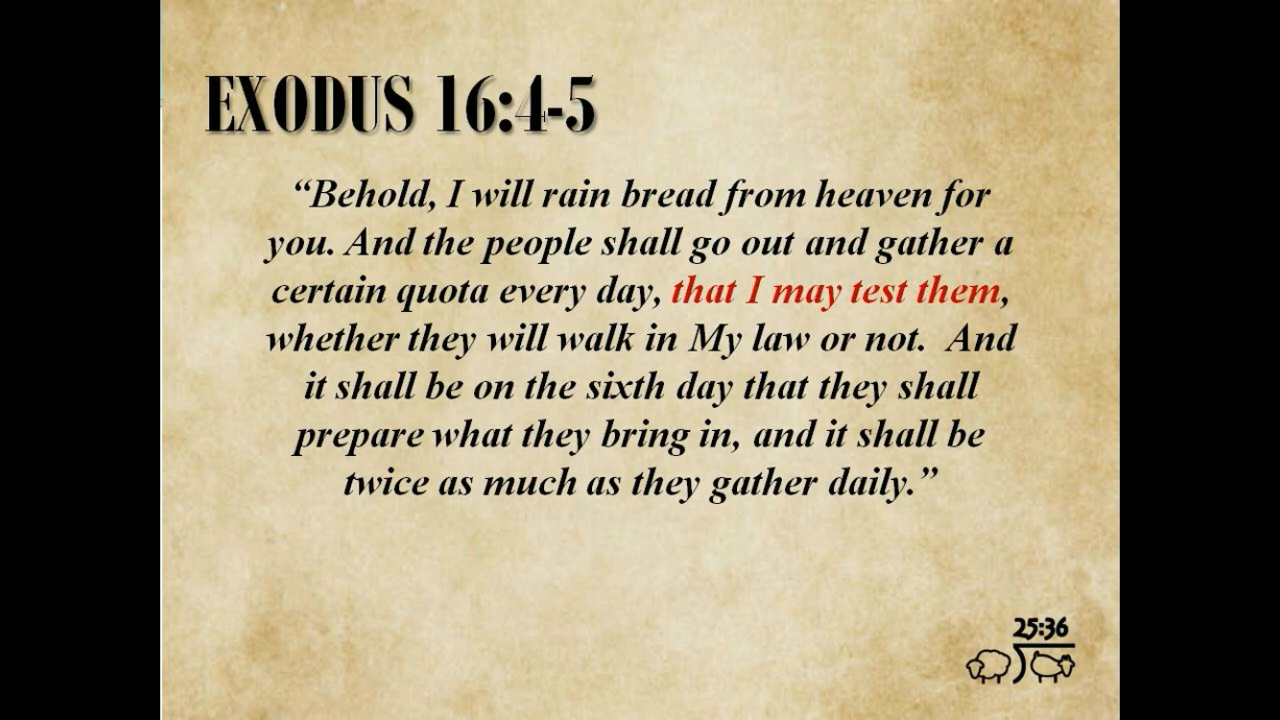 EXODUS 16:4-5
“Behold, I will rain bread from heaven for
you. And the people shall go out and gather a
certain quota every day, that I may test them,
whether they will walk in My law or not.  And
it shall be on the sixth day that they shall
prepare what they bring in, and it shall be
twice as much as they gather daily.”
25:36